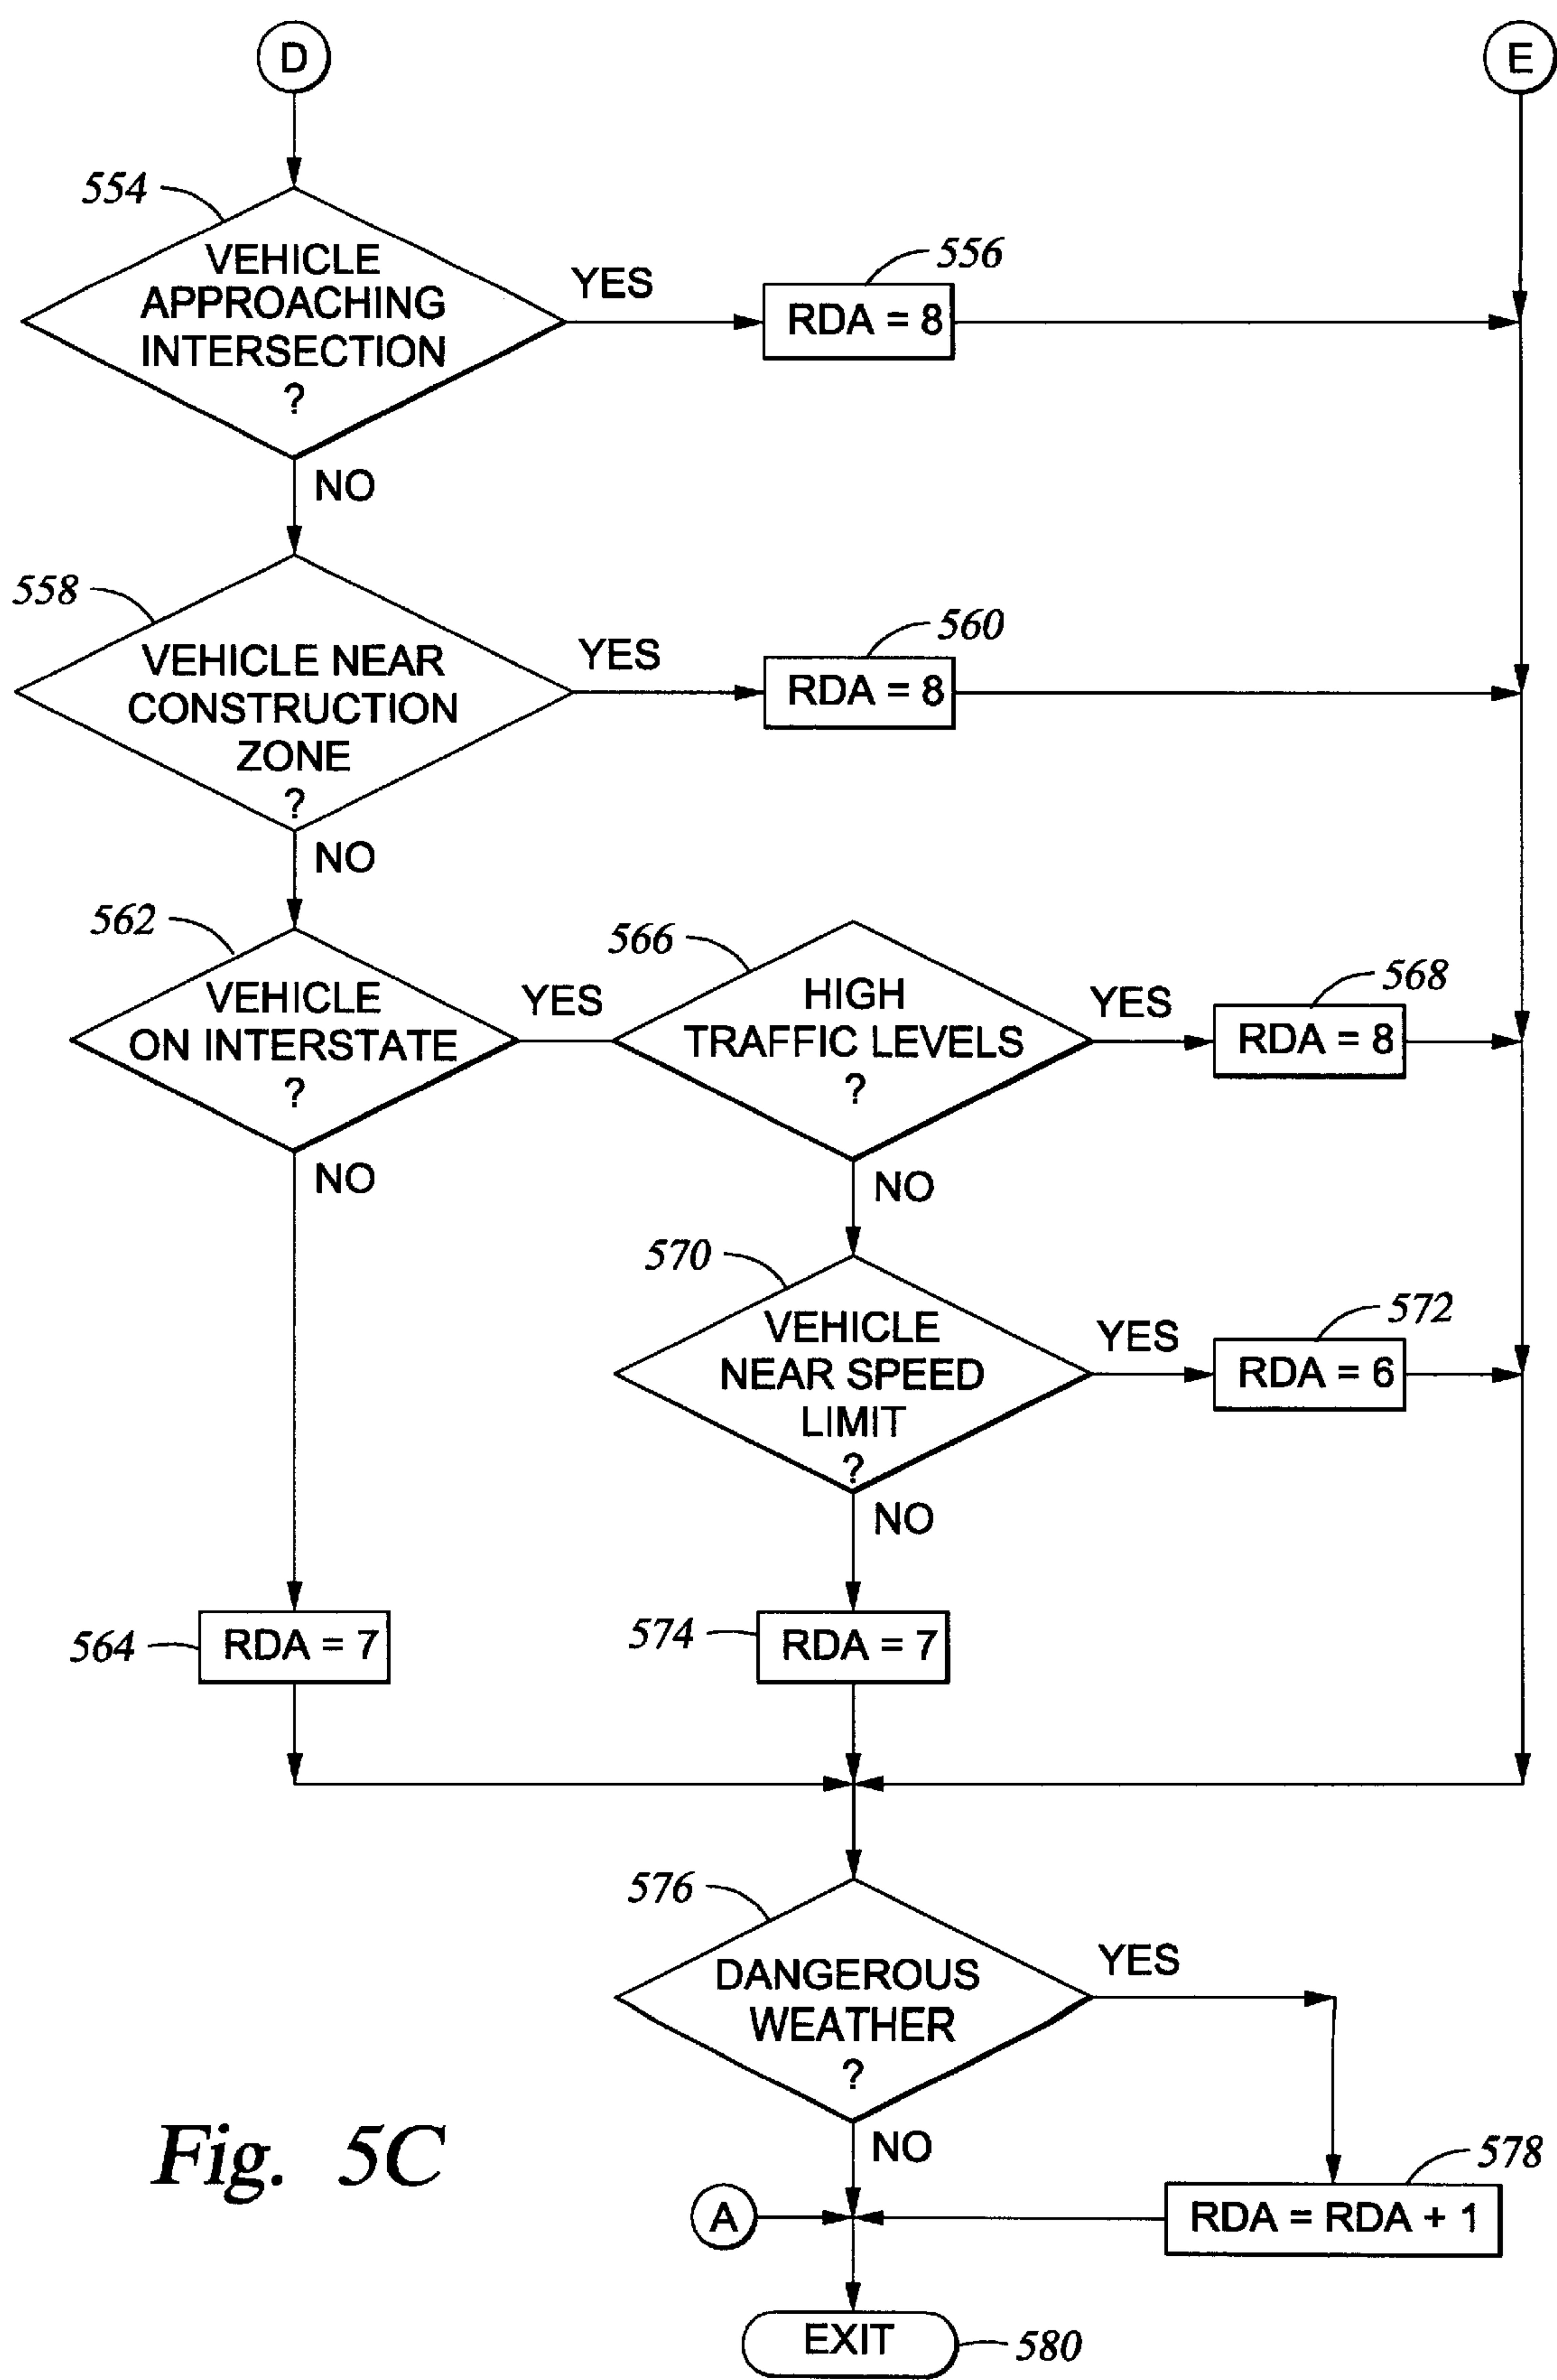 D
E
554
VEHICLE
APPROACHING
INTERSECTION
?
YES
556
RDA = 8
NO
558
VEHICLE NEAR
CONSTRUCTION
ZONE
?
YES
560
RDA = 8
NO
562
VEHICLE
ON INTERSTATE
?
YES
566
HIGH
TRAFFIC LEVELS
?
YES
568
RDA = 8
NO
NO
570
VEHICLE
NEAR SPEED
LIMIT
?
YES
572
RDA = 6
NO
564
RDA = 7
574
RDA = 7
576
DANGEROUS
WEATHER
?
YES
NO
578
RDA = RDA + 1
A
EXIT
580
Fig. 5C